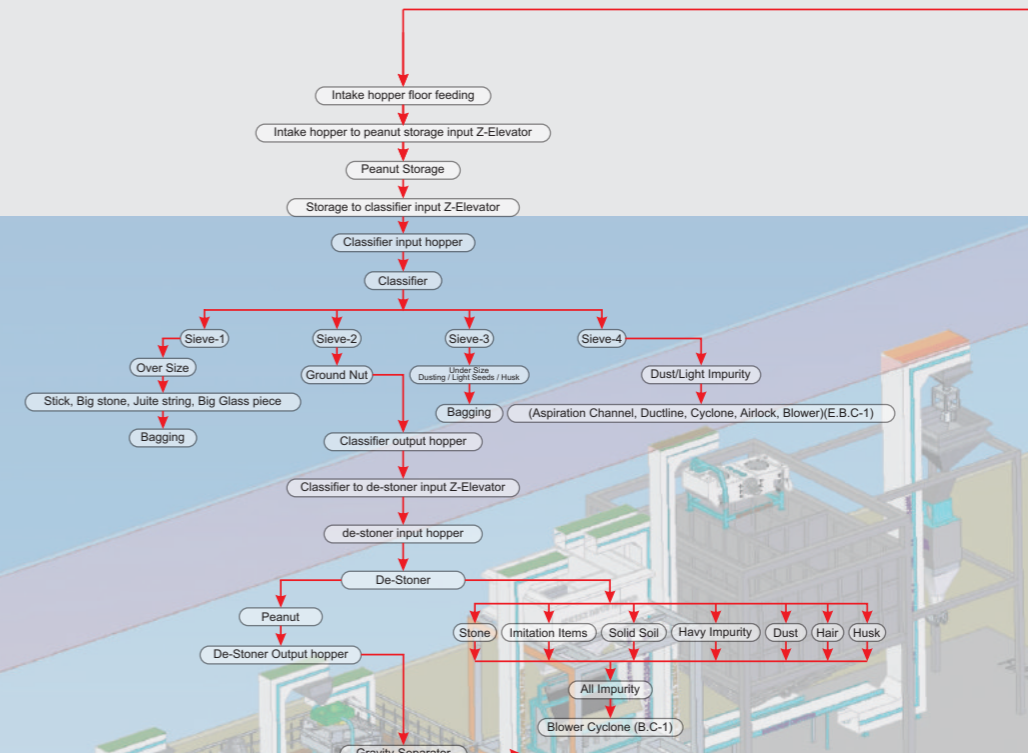 Intake hopper floor feeding
Intake hopper to peanut storage input Z-Elevator
Peanut Storage
Storage to classifier input Z-Elevator
Classifier input hopper
Classifier
Sieve-1
Sieve-2
Sieve-3
Sieve-4
Over Size
Ground Nut
Under Size
Dusting / Light Seeds / Husk
Dust/Light Impurity
Stick, Big stone, Juite string, Big Glass piece
Bagging
(Aspiration Channel, Ductline, Cyclone, Airlock, Blower)(E.B.C-1)
Bagging
Classifier output hopper
Classifier to de-stoner input Z-Elevator
de-stoner input hopper
De-Stoner
Peanut
Stone
Imitation Items
Solid Soil
Havy Impurity
Dust
Hair
Husk
De-Stoner Output hopper
All Impurity
Blower Cyclone (B.C-1)
Gravity Separator